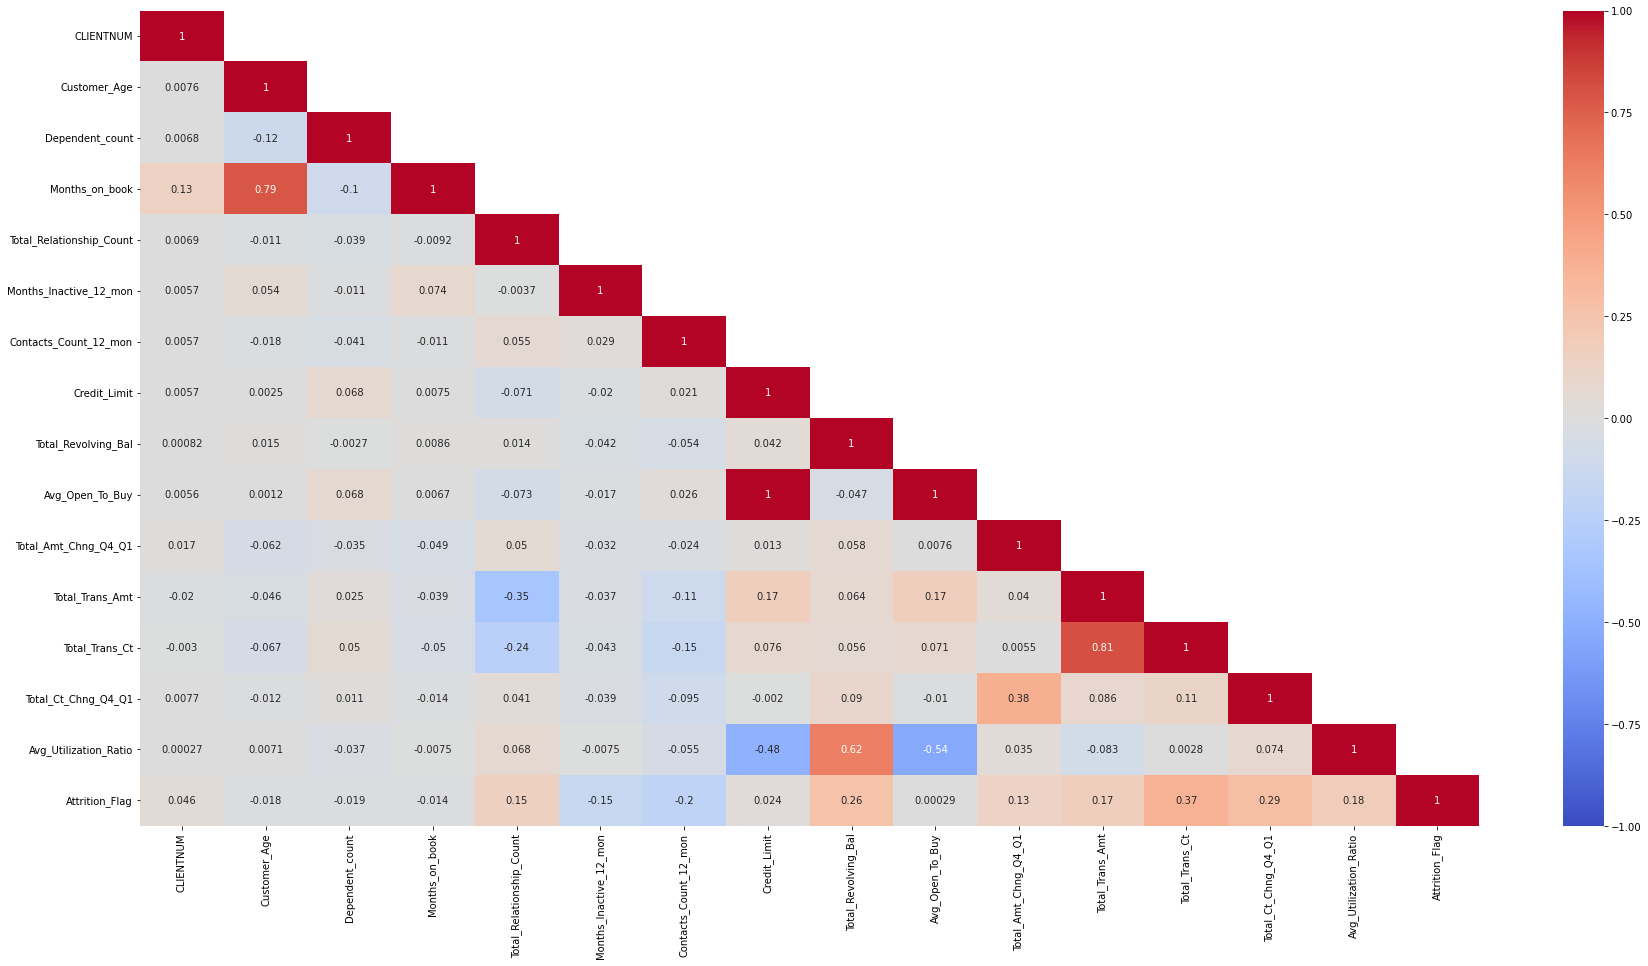 CLIENTNUM 1
Customer_Age 0.0076 1
Dependent_count 0.0068 -0.12 1
Months_on_book 0.13 0.79 -0.1 1
Total_Relationship_Count 0.0069 -0.011 -0.039 -0.0092 1
Months_Inactive_12_mon 0.0057 0.054 -0.011 0.074 -0.0037 1
Contacts_Count_12_mon 0.0057 -0.018 -0.041 -0.011 0.055 0.029 1
Credit_Limit 0.0057 0.0025 0.068 0.0075 -0.071 -0.02 0.021 1
Total_Revolving_Bal 0.00082 0.015 -0.0027 0.0086 0.014 -0.042 -0.054 0.042 1
Avg_Open_To_Buy 0.0056 0.0012 0.068 0.0067 -0.073 -0.017 0.026 1 -0.047 1
Total_Amt_Chng_Q4_Q1 0.017 -0.062 -0.035 -0.049 0.05 -0.032 -0.024 0.013 0.058 0.0076 1
Total_Trans_Amt -0.02 -0.046 0.025 -0.039 -0.35 -0.037 -0.11 0.17 0.064 0.17 0.04 1
Total_Trans_Ct -0.003 -0.067 0.05 -0.05 -0.24 -0.043 -0.15 0.076 0.056 0.071 0.0055 0.81 1
Total_Ct_Chng_Q4_Q1 0.0077 -0.012 0.011 -0.014 0.041 -0.039 -0.095 -0.002 0.09 -0.01 0.38 0.086 0.11 1
Avg_Utilization_Ratio 0.00027 0.0071 -0.037 -0.0075 0.068 -0.0075 -0.055 -0.48 0.62 -0.54 0.035 -0.083 0.0028 0.074 1
Attrition_Flag 0.046 -0.018 -0.019 -0.014 0.15 -0.15 -0.2 0.024 0.26 0.00029 0.13 0.17 0.37 0.29 0.18 1
CLIENTNUM
Customer_Age
Dependent_count
Months_on_book
Total_Relationship_Count
Months_Inactive_12_mon
Contacts_Count_12_mon
Credit_Limit
Total_Revolving_Bal
Avg_Open_To_Buy
Total_Amt_Chng_Q4_Q1
Total_Trans_Amt
Total_Trans_Ct
Total_Ct_Chng_Q4_Q1
Avg_Utilization_Ratio
Attrition_Flag
1.00
0.75
0.50
0.25
0.00
−0.25
−0.50
−0.75
−1.00